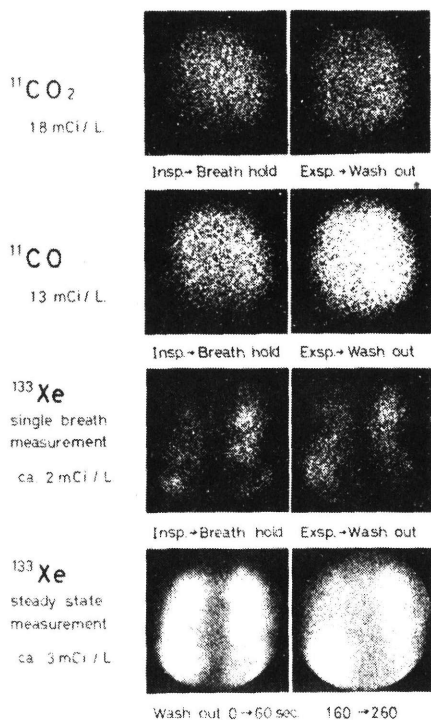 ¹¹CO₂
18 mCi / L.
Insp.→ Breath hold Exsp.→ Wash out
¹¹CO
13 mCi / L.
Insp.→ Breath hold Exsp.→ Wash out
¹³³Xe
single breath
measurement
ca. 2 mCi / L
Insp.→ Breath hold Exsp.→ Wash out
¹³³Xe
steady state
measurement
ca. 3 mCi / L
Wash out 0→60 sec. 160 → 260